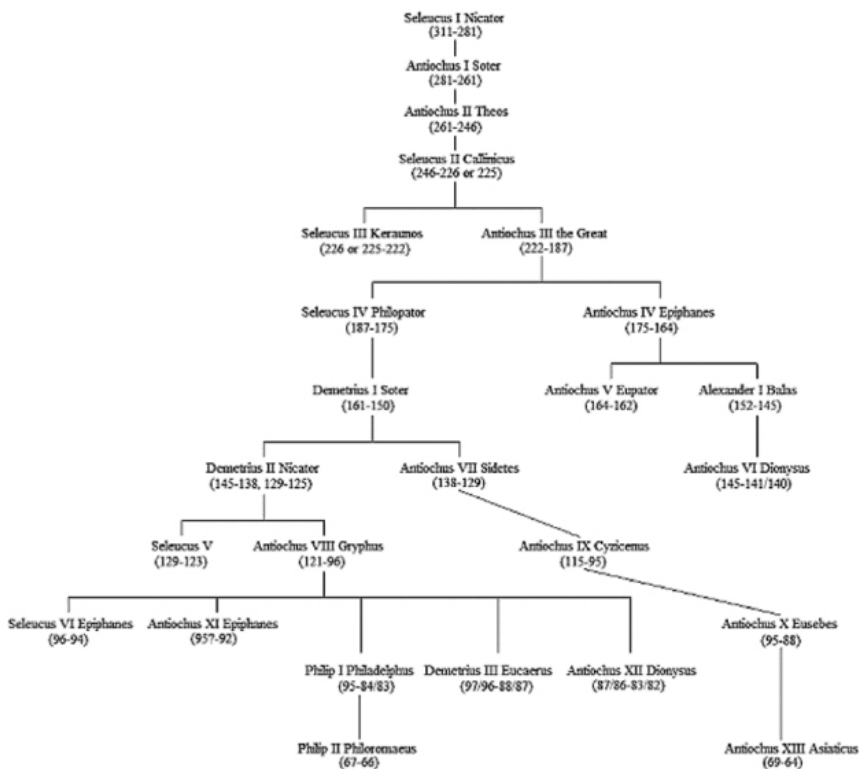 Seleucus I Nicator
(311-281)
Antiochus I Soter
(281-261)
Antiochus II Theos
(261-246)
Seleucus II Callinicus
(246-226 or 225)
Seleucus III Keraunos
(226 or 225-222)
Antiochus III the Great
(222-187)
Seleucus IV Philopator
(187-175)
Antiochus IV Epiphanes
(175-164)
Demetrius I Soter
(161-150)
Antiochus V Eupator
(164-162)
Alexander I Balas
(152-145)
Demetrius II Nicator
(145-138, 129-125)
Antiochus VII Sidetes
(138-129)
Antiochus VI Dionysus
(145-141/140)
Seleucus V
(129-123)
Antiochus VIII Gryphus
(121-96)
Antiochus IX Cyzicenus
(115-95)
Seleucus VI Epiphanes
(96-94)
Antiochus XI Epiphanes
(95?-92)
Antiochus X Eusebes
(95-88)
Philip I Philadelphus
(95-84/83)
Demetrius III Eucaerus
(97/96-88/87)
Antiochus XII Dionysus
(87/86-83/82)
Philip II Philoromaeus
(67-66)
Antiochus XIII Asiaticus
(69-64)